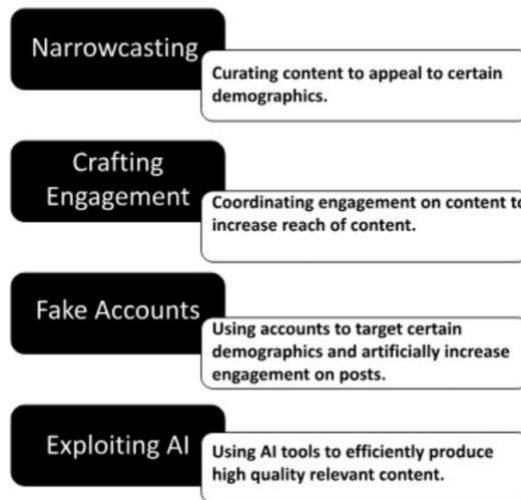 Narrowcasting
Curating content to appeal to certain
demographics.
Crafting
Engagement
Coordinating engagement on content to
increase reach of content.
Fake Accounts
Using accounts to target certain
demographics and artificially increase
engagement on posts.
Exploiting AI
Using AI tools to efficiently produce
high quality relevant content.